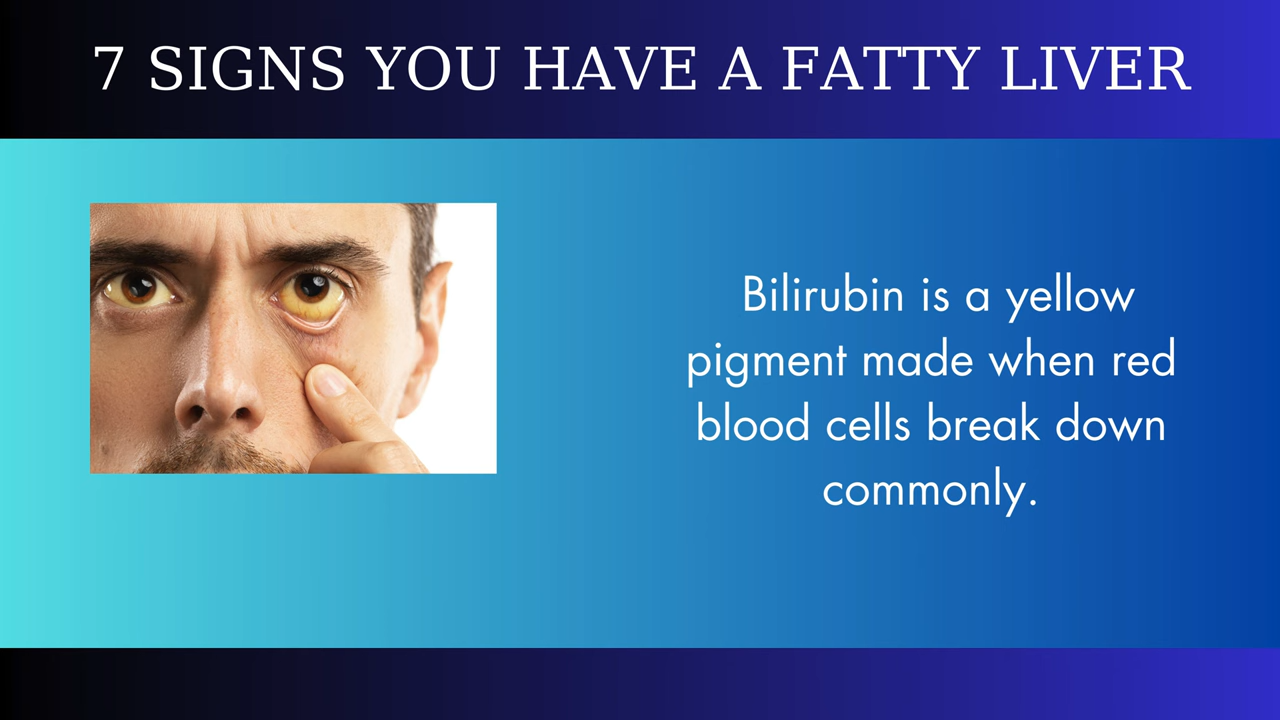 7 SIGNS YOU HAVE A FATTY LIVER
Bilirubin is a yellow
pigment made when red
blood cells break down
commonly.